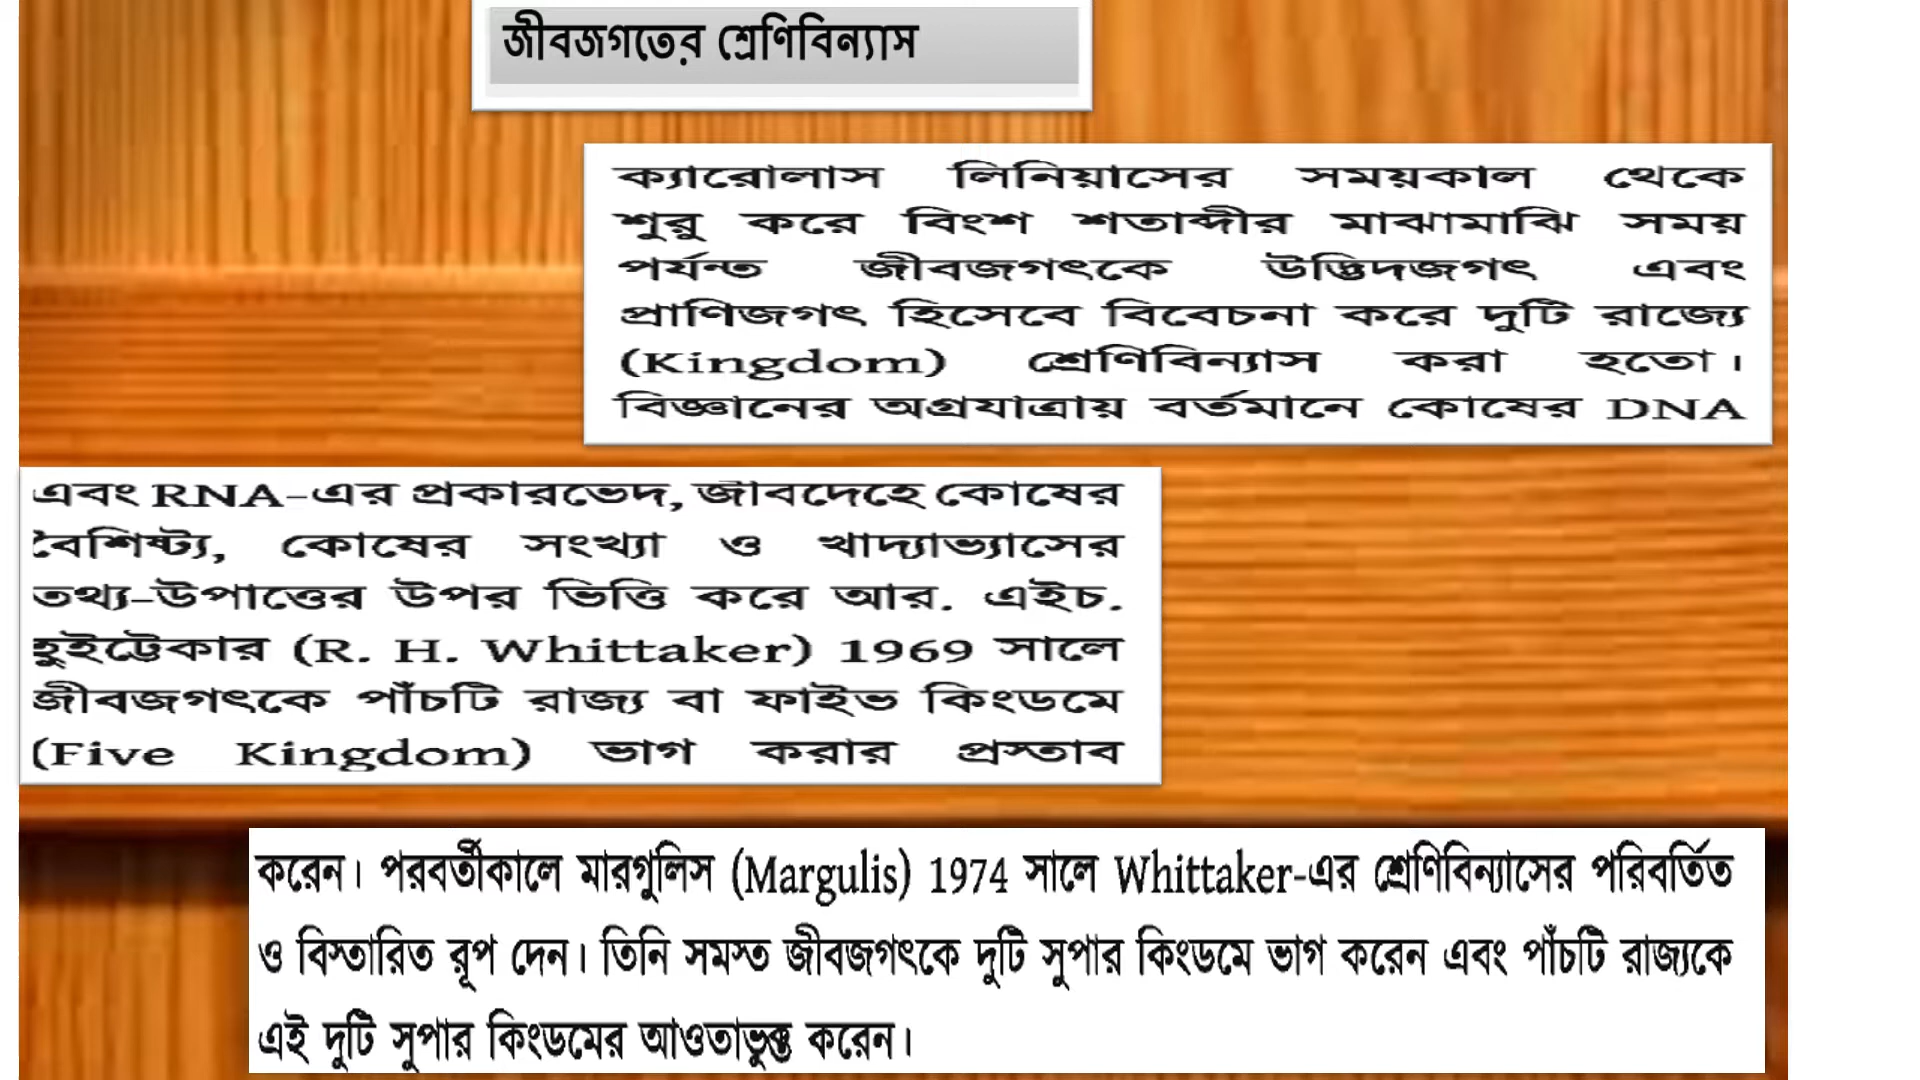 জীবজগতের শ্রেণিবিন্যাস
ক্যারোলাস লিনিয়াসের সময়কাল থেকে
শুরু করে বিংশ শতাব্দীর মাঝামাঝি সময়
পর্যন্ত জীবজগৎকে উদ্ভিদজগৎ এবং
প্রাণিজগৎ হিসেবে বিবেচনা করে দুটি রাজ্যে
(Kingdom) শ্রেণিবিন্যাস করা হতো।
বিজ্ঞানের অগ্রযাত্রায় বর্তমানে কোষের DNA
এবং RNA-এর প্রকারভেদ, জীবদেহে কোষের
বৈশিষ্ট্য, কোষের সংখ্যা ও খাদ্যাভ্যাসের
তথ্য-উপাত্তের উপর ভিত্তি করে আর. এইচ.
হুইট্টেকার (R. H. Whittaker) 1969 সালে
জীবজগৎকে পাঁচটি রাজ্য বা ফাইভ কিংডমে
(Five Kingdom) ভাগ করার প্রস্তাব
করেন। পরবর্তীকালে মারগুলিস (Margulis) 1974 সালে Whittaker-এর শ্রেণিবিন্যাসের পরিবর্তিত
ও বিস্তারিত রূপ দেন। তিনি সমস্ত জীবজগৎকে দুটি সুপার কিংডমে ভাগ করেন এবং পাঁচটি রাজ্যকে
এই দুটি সুপার কিংডমের আওতাভুক্ত করেন।